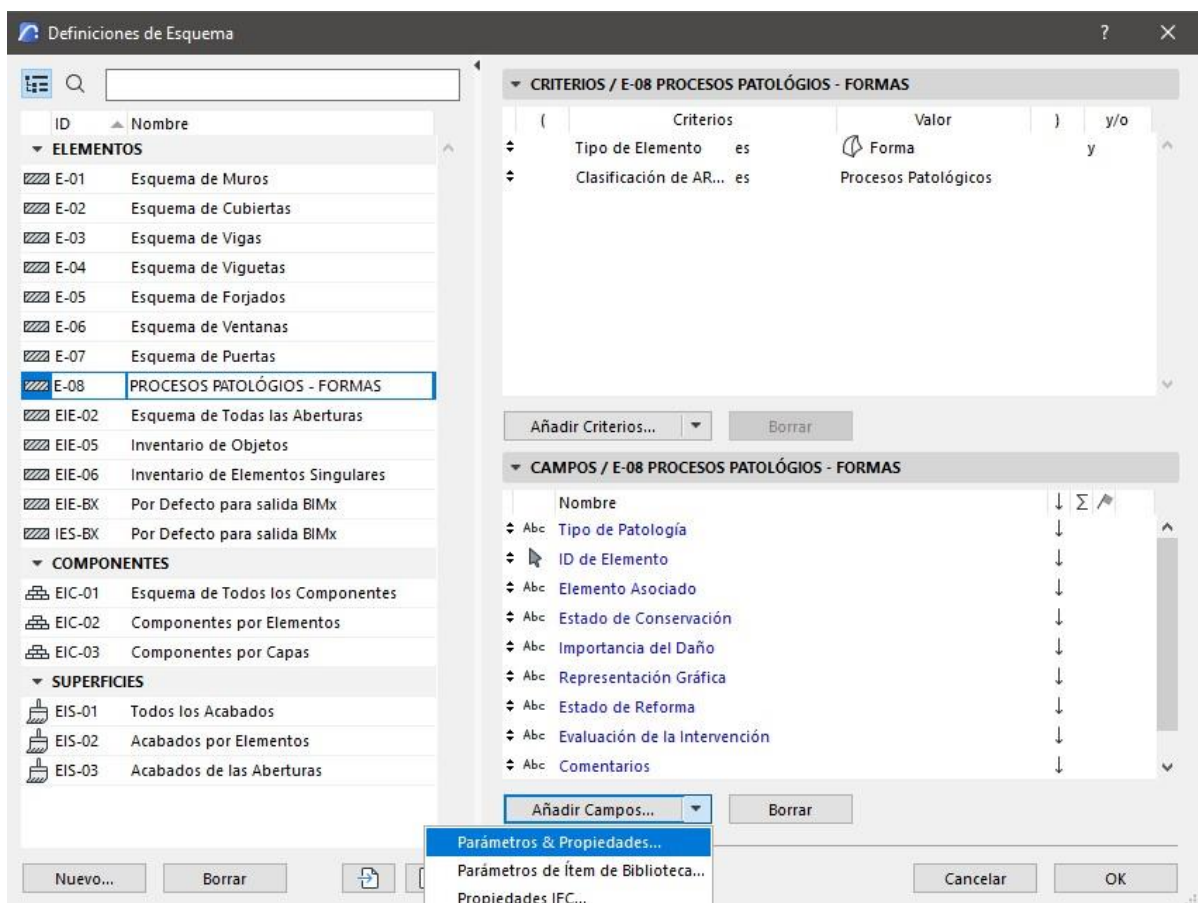 Definiciones de Esquema ?
ID Nombre
ELEMENTOS
E-01 Esquema de Muros
E-02 Esquema de Cubiertas
E-03 Esquema de Vigas
E-04 Esquema de Viguetas
E-05 Esquema de Forjados
E-06 Esquema de Ventanas
E-07 Esquema de Puertas
E-08 PROCESOS PATOLÓGIOS - FORMAS
EIE-02 Esquema de Todas las Aberturas
EIE-05 Inventario de Objetos
EIE-06 Inventario de Elementos Singulares
EIE-BX Por Defecto para salida BIMx
IES-BX Por Defecto para salida BIMx
COMPONENTES
EIC-01 Esquema de Todos los Componentes
EIC-02 Componentes por Elementos
EIC-03 Componentes por Capas
SUPERFICIES
EIS-01 Todos los Acabados
EIS-02 Acabados por Elementos
EIS-03 Acabados de las Aberturas
Nuevo... Borrar
CRITERIOS / E-08 PROCESOS PATOLÓGIOS - FORMAS
( Criterios Valor ) y/o
Tipo de Elemento es Forma y
Clasificación de AR... es Procesos Patológicos
Añadir Criterios... Borrar
CAMPOS / E-08 PROCESOS PATOLÓGIOS - FORMAS
Nombre ↓ Σ
Abc Tipo de Patología ↓
ID de Elemento ↓
Abc Elemento Asociado ↓
Abc Estado de Conservación ↓
Abc Importancia del Daño ↓
Abc Representación Gráfica ↓
Abc Estado de Reforma ↓
Abc Evaluación de la Intervención ↓
Abc Comentarios ↓
Añadir Campos... Borrar
Parámetros & Propiedades...
Parámetros de Ítem de Biblioteca...
Propiedades IFC...
Cancelar OK